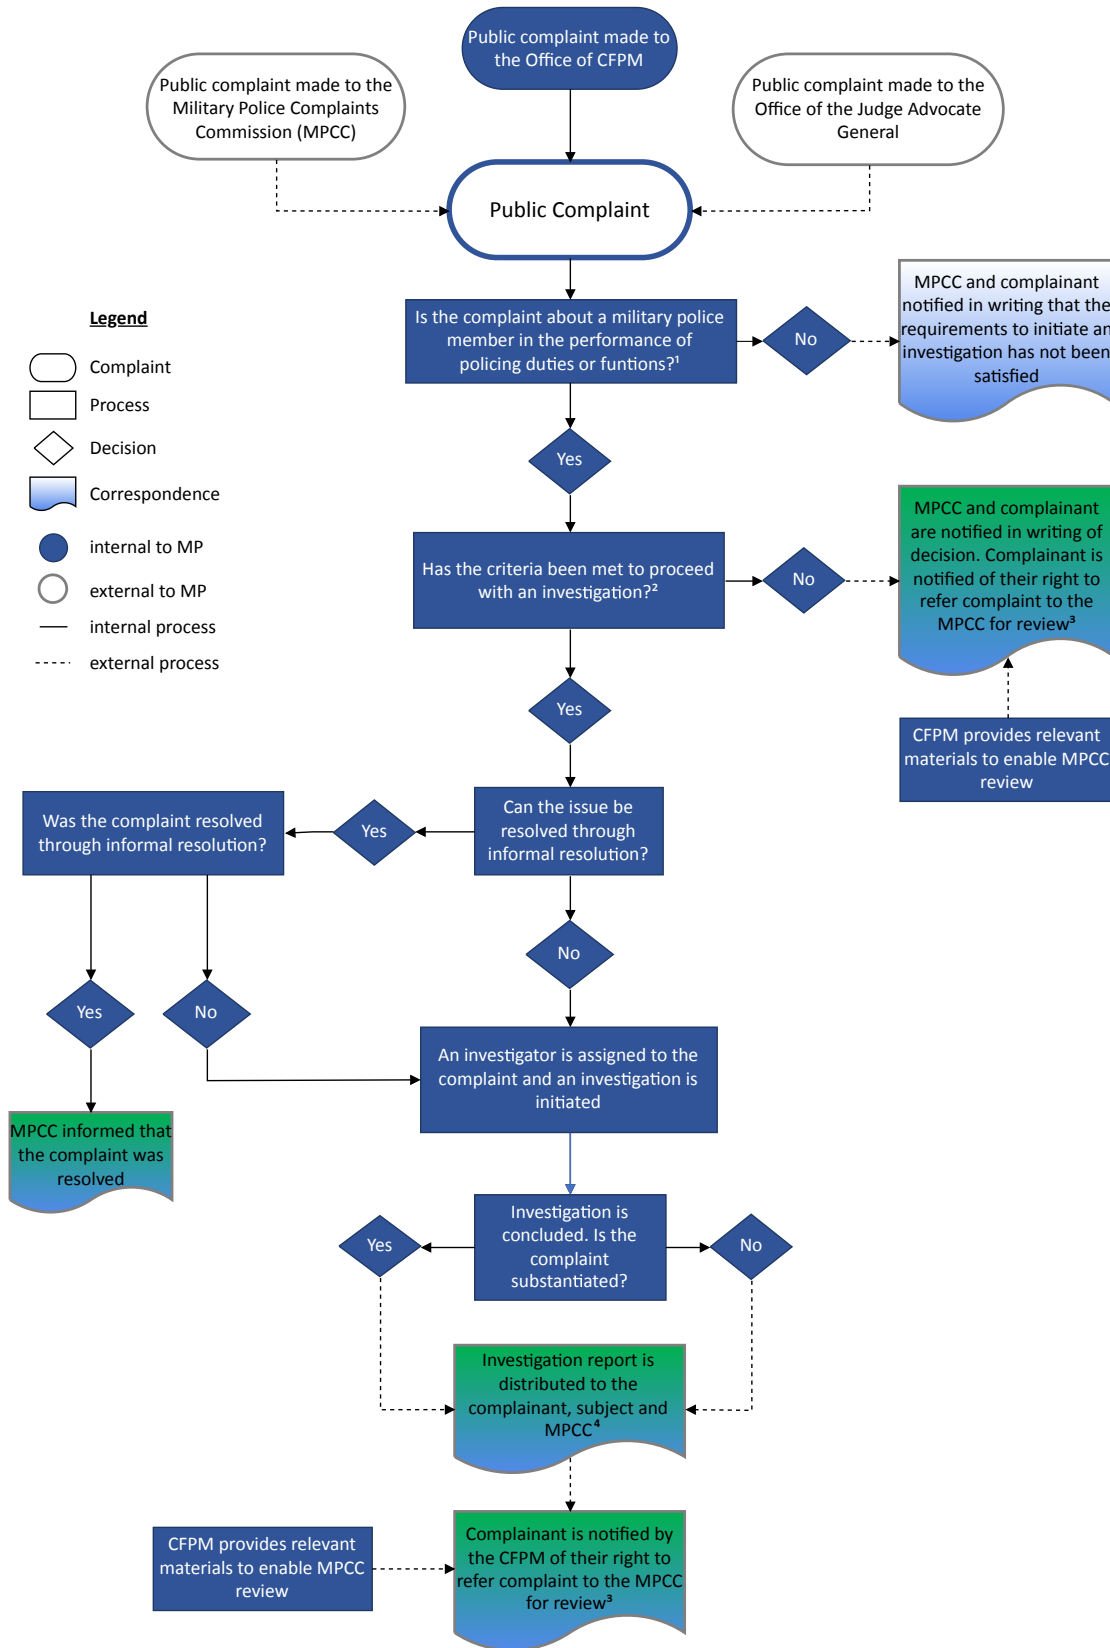 Public complaint made to
the Office of CFPM
Public complaint made to the
Military Police Complaints
Commission (MPCC)
Public complaint made to the
Office of the Judge Advocate
General
Public Complaint
Is the complaint about a military police
member in the performance of
policing duties or funtions?¹
No
MPCC and complainant
notified in writing that the
requirements to initiate an
investigation has not been
satisfied
Legend
Complaint
Process
Decision
Correspondence
internal to MP
external to MP
internal process
external process
Yes
Has the criteria been met to proceed
with an investigation?²
No
MPCC and complainant
are notified in writing of
decision. Complainant is
notified of their right to
refer complaint to the
MPCC for review³
Yes
CFPM provides relevant
materials to enable MPCC
review
Can the issue be
resolved through
informal resolution?
Yes
Was the complaint resolved
through informal resolution?
No
Yes
No
An investigator is assigned to the
complaint and an investigation is
initiated
MPCC informed that
the complaint was
resolved
Investigation is
concluded. Is the
complaint
substantiated?
Yes
No
Investigation report is
distributed to the
complainant, subject and
MPCC⁴
CFPM provides relevant
materials to enable MPCC
review
Complainant is notified by
the CFPM of their right to
refer complaint to the MPCC
for review³